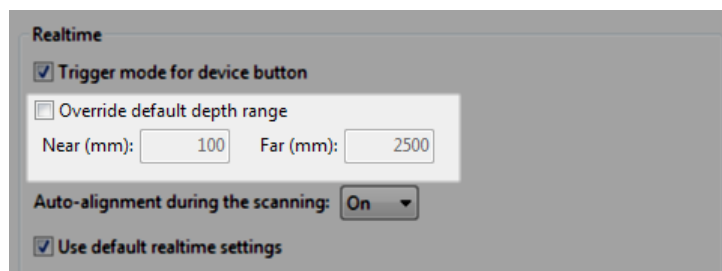 Realtime
Trigger mode for device button
Override default depth range
Near (mm): 100 Far (mm): 2500
Auto-alignment during the scanning: On
Use default realtime settings